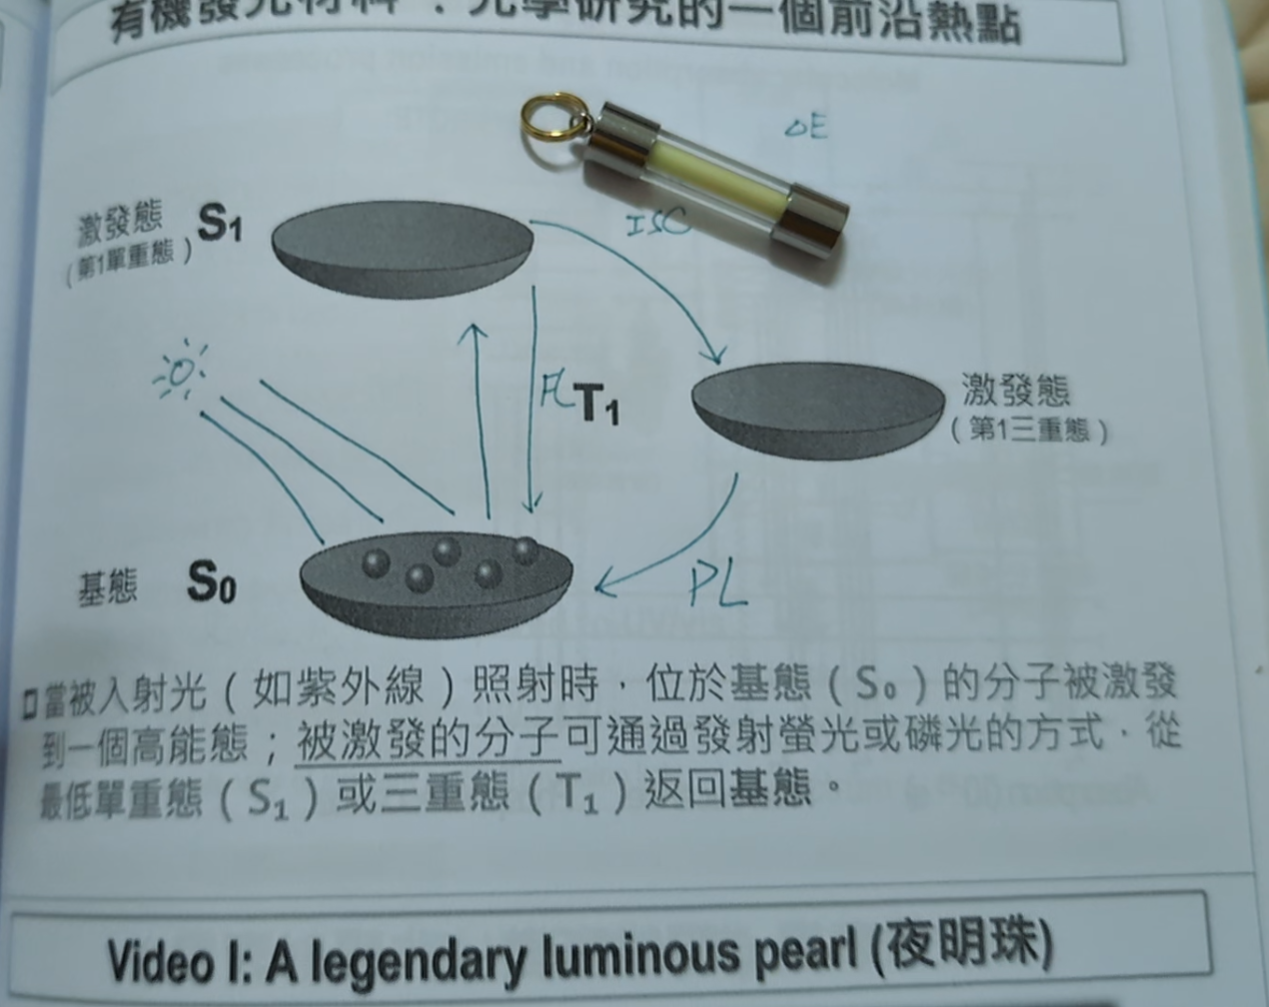 有機發光材料：光學研究的一個前沿熱點
ΔE
激發態 S₁
(第1單重態)
ISC
FL
T₁
激發態
(第1三重態)
基態 S₀
PL
當被入射光(如紫外線)照射時，位於基態(S₀)的分子被激發
到一個高能態；被激發的分子可通過發射螢光或磷光的方式，從
最低單重態(S₁)或三重態(T₁)返回基態。
Video I: A legendary luminous pearl (夜明珠)